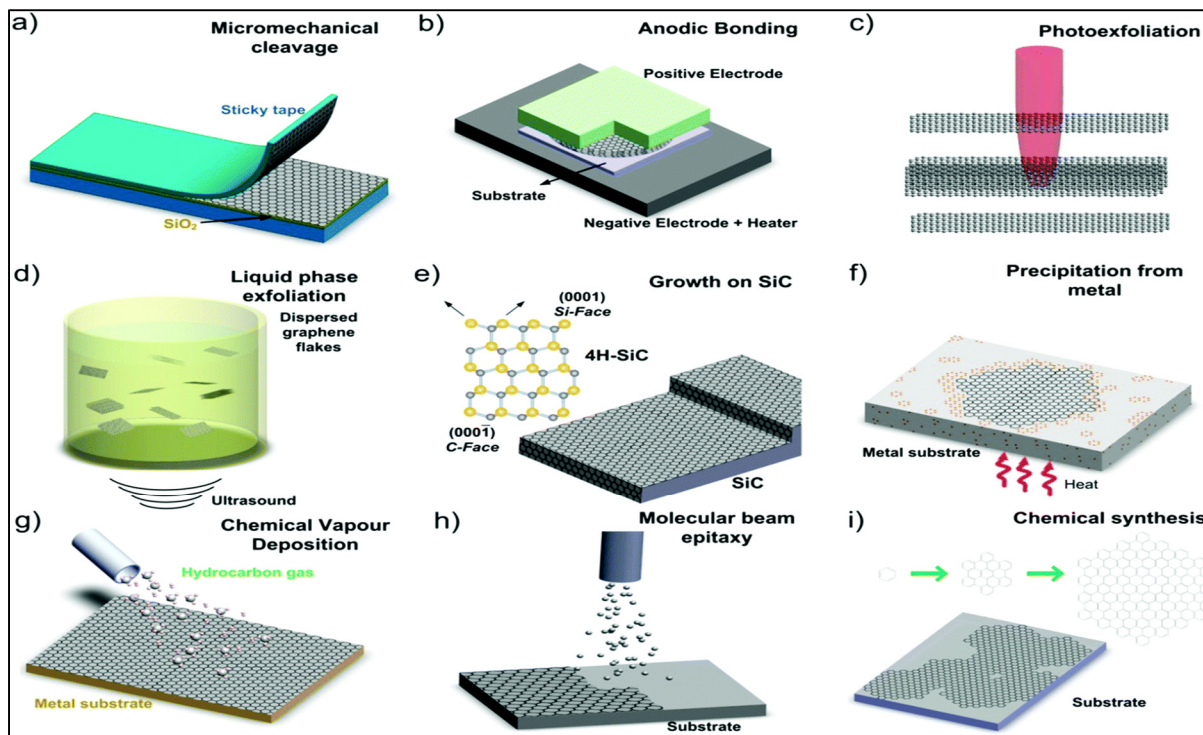 a)
Micromechanical
cleavage
Sticky tape
SiO₂
b)
Anodic Bonding
Positive Electrode
Substrate
Negative Electrode + Heater
c)
Photoexfoliation
d)
Liquid phase
exfoliation
Dispersed
graphene
flakes
Ultrasound
e)
Growth on SiC
(0001)
Si-Face
4H-SiC
(0001̅)
C-Face
SiC
f)
Precipitation from
metal
Metal substrate
Heat
g)
Chemical Vapour
Deposition
Hydrocarbon gas
Metal substrate
h)
Molecular beam
epitaxy
Substrate
i)
Chemical synthesis
Substrate